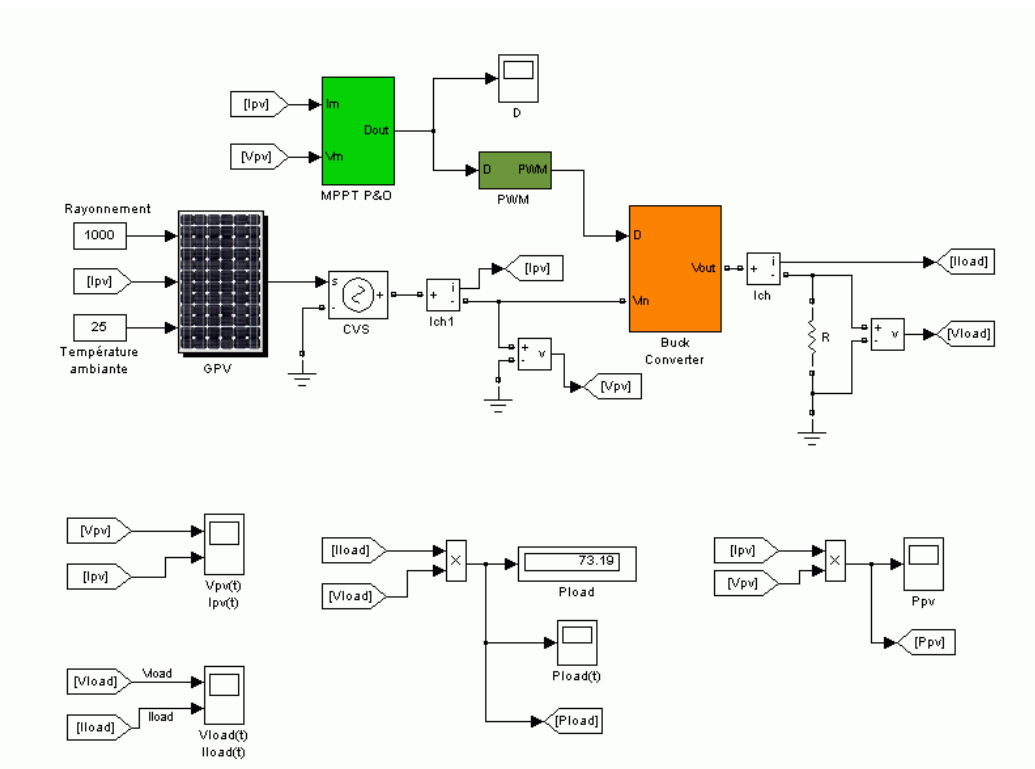 [Ipv]
Im
Dout
[Vpv]
Vm
MPPT P&O
D
D
PWM
PWM
Rayonnement
1000
[Ipv]
25
Température
ambiante
GPV
s
+
-
CVS
+
-
i
Ich1
[Ipv]
+
-
v
[Vpv]
D
Vin
Vout
Buck
Converter
+
-
i
Ich
[Iload]
R
+
-
v
[Vload]
[Vpv]
[Ipv]
Vpv(t)
Ipv(t)
[Iload]
[Vload]
×
73.19
Pload
Pload(t)
[Pload]
[Ipv]
[Vpv]
×
Ppv
[Ppv]
[Vload]
Vload
[Iload]
Iload
Vload(t)
Iload(t)